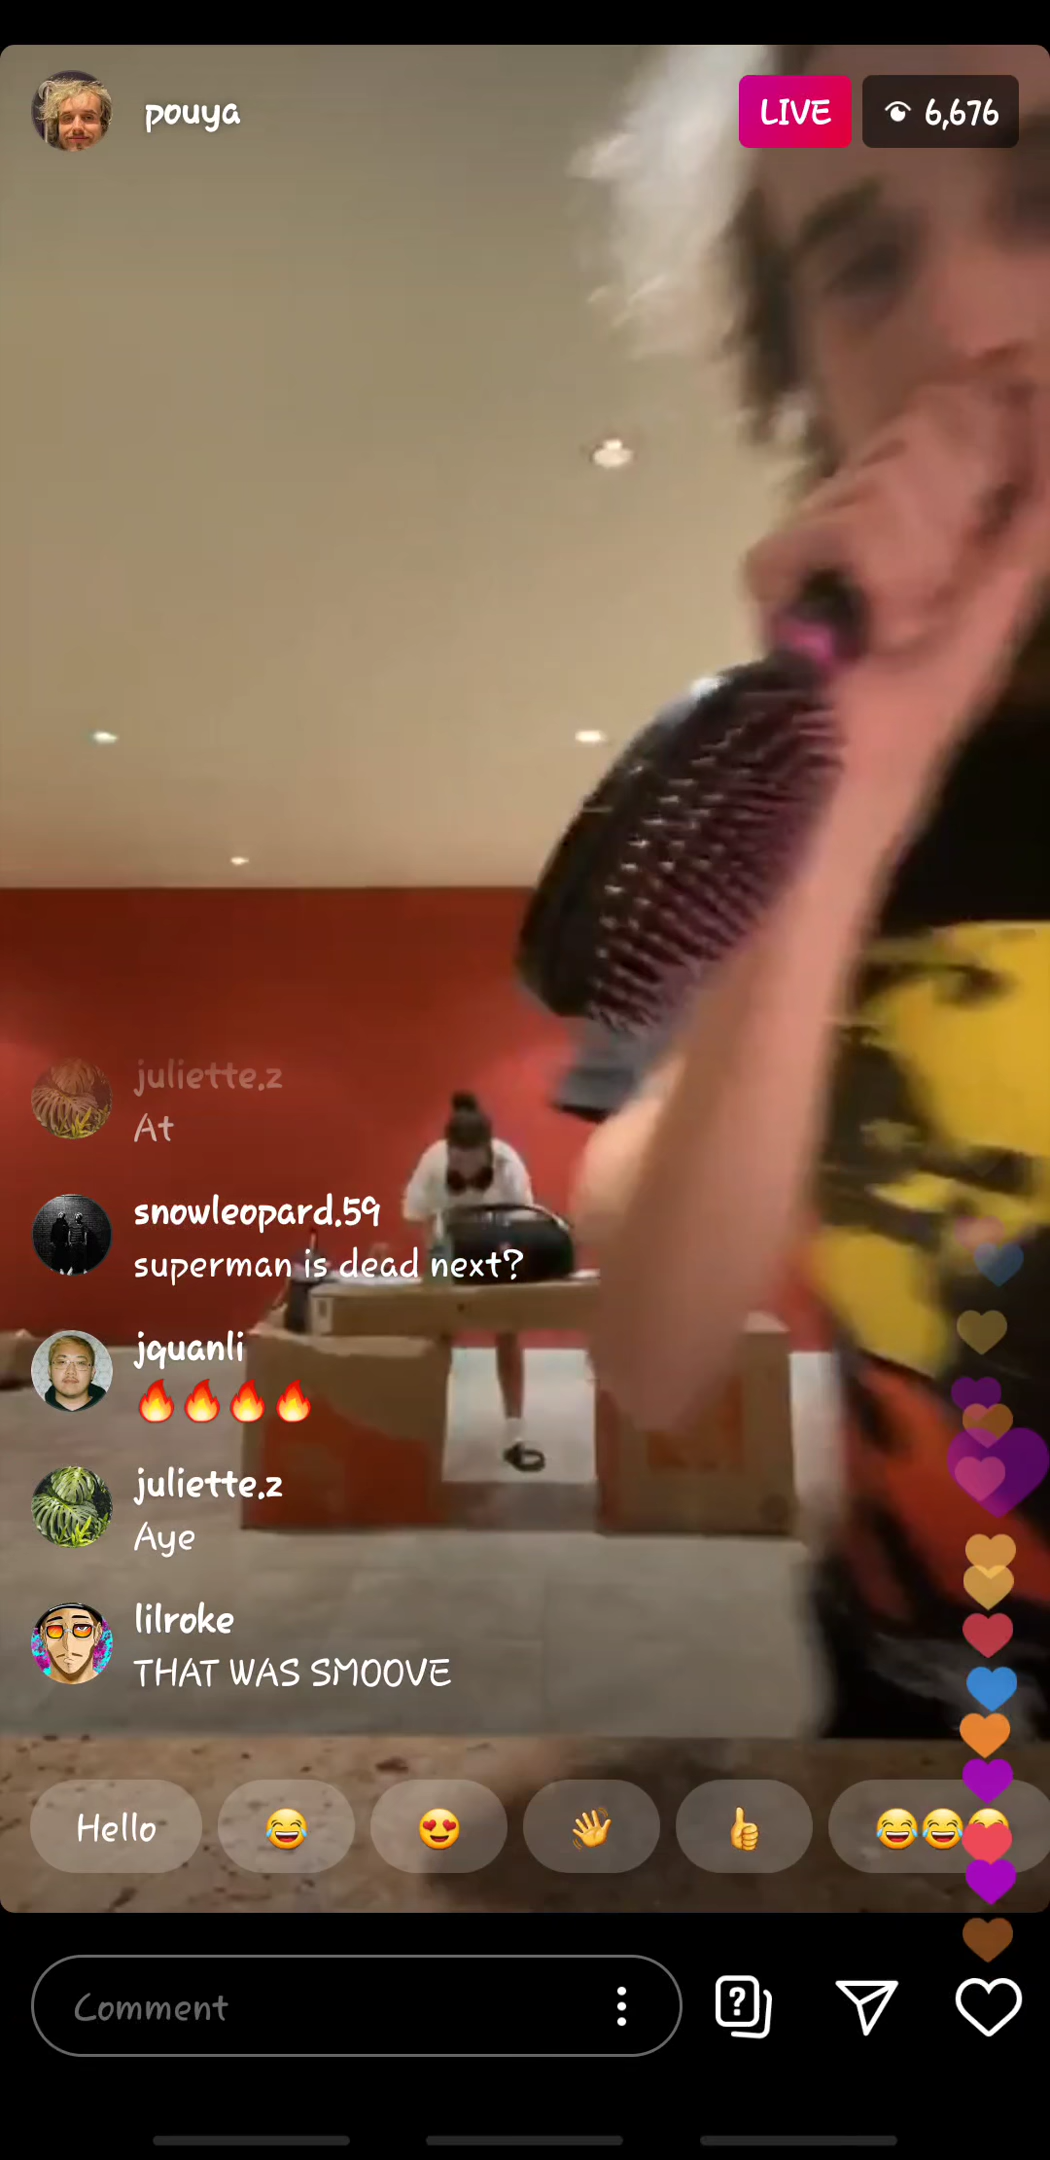 pouya
LIVE
6,676
juliette.z
At
snowleopard.59
superman is dead next?
jquanli
🔥🔥🔥🔥
juliette.z
Aye
lilroke
THAT WAS SMOOVE
Hello 😂 😍 👋 👍 😂😂😂
Comment
?